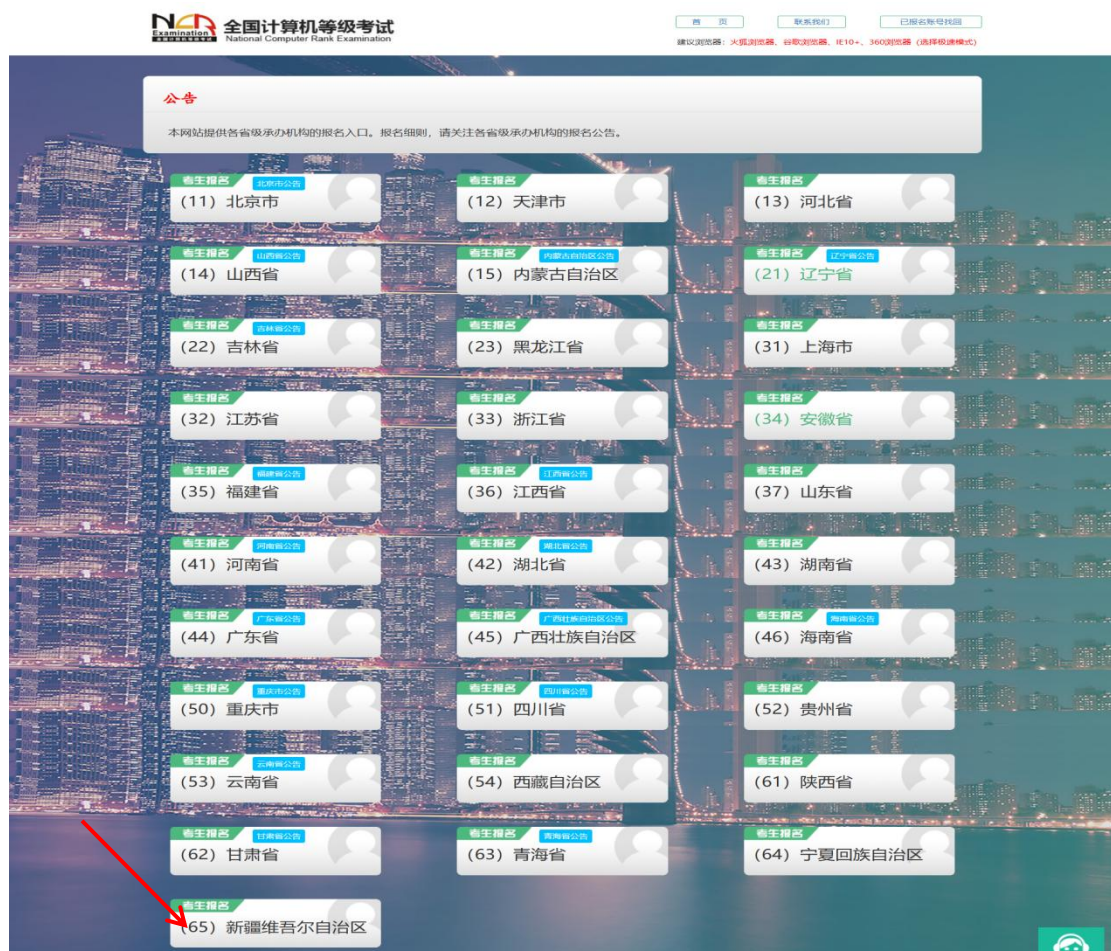 NCR 全国计算机等级考试
Examination National Computer Rank Examination
全国计算机等级考试
首 页 联系我们 已报名账号找回
建议浏览器：火狐浏览器、谷歌浏览器、IE10+、360浏览器 (选择极速模式)
公告
本网站提供各省级承办机构的报名入口。报名细则，请关注各省级承办机构的报名公告。
考生报名 北京市公告 考生报名 考生报名
(11) 北京市 (12) 天津市 (13) 河北省
考生报名 山西省公告 考生报名 内蒙古自治区公告 考生报名 辽宁省公告
(14) 山西省 (15) 内蒙古自治区 (21) 辽宁省
考生报名 吉林省公告 考生报名 考生报名
(22) 吉林省 (23) 黑龙江省 (31) 上海市
考生报名 考生报名 考生报名
(32) 江苏省 (33) 浙江省 (34) 安徽省
考生报名 福建省公告 考生报名 江西省公告 考生报名
(35) 福建省 (36) 江西省 (37) 山东省
考生报名 河南省公告 考生报名 湖北省公告 考生报名
(41) 河南省 (42) 湖北省 (43) 湖南省
考生报名 广东省公告 考生报名 广西壮族自治区公告 考生报名 海南省公告
(44) 广东省 (45) 广西壮族自治区 (46) 海南省
考生报名 重庆市公告 考生报名 四川省公告 考生报名
(50) 重庆市 (51) 四川省 (52) 贵州省
考生报名 云南省公告 考生报名 考生报名
(53) 云南省 (54) 西藏自治区 (61) 陕西省
考生报名 甘肃省公告 考生报名 青海省公告 考生报名
(62) 甘肃省 (63) 青海省 (64) 宁夏回族自治区
考生报名
(65) 新疆维吾尔自治区